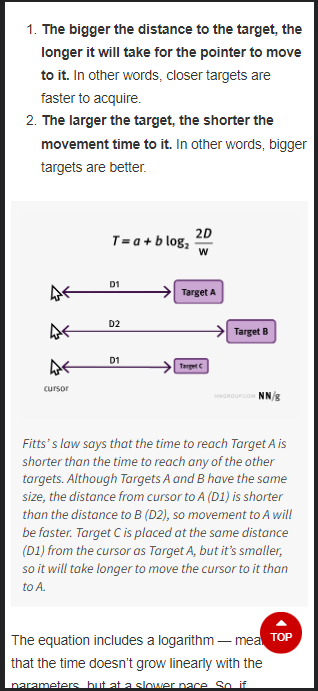 1. The bigger the distance to the target, the
longer it will take for the pointer to move
to it. In other words, closer targets are
faster to acquire.
2. The larger the target, the shorter the
movement time to it. In other words, bigger
targets are better.
T = a + b log₂ 2D/W
D1
Target A
D2
Target B
D1
Target C
cursor
NNGROUP.COM NN/g
Fitts’s law says that the time to reach Target A is
shorter than the time to reach any of the other
targets. Although Targets A and B have the same
size, the distance from cursor to A (D1) is shorter
than the distance to B (D2), so movement to A will
be faster. Target C is placed at the same distance
(D1) from the cursor as Target A, but it’s smaller,
so it will take longer to move the cursor to it than
to A.
TOP
The equation includes a logarithm — mea
that the time doesn’t grow linearly with the
parameters, but at a slower pace. So, if